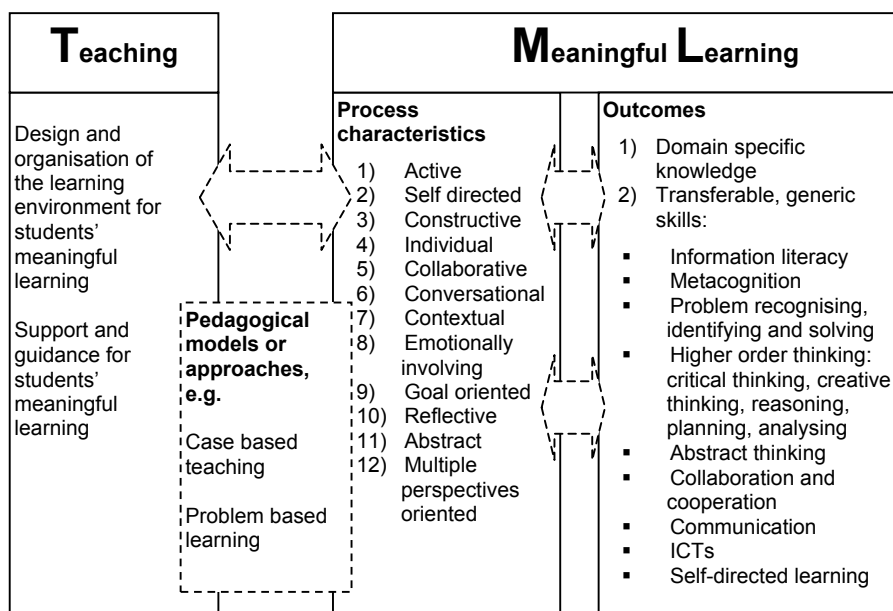 Teaching
Design and
organisation of
the learning
environment for
students'
meaningful
learning
Support and
guidance for
students'
meaningful
learning
Pedagogical
models or
approaches,
e.g.
Case based
teaching
Problem based
learning
Meaningful Learning
Process
characteristics
1) Active
2) Self directed
3) Constructive
4) Individual
5) Collaborative
6) Conversational
7) Contextual
8) Emotionally
involving
9) Goal oriented
10) Reflective
11) Abstract
12) Multiple
perspectives
oriented
Outcomes
1) Domain specific
knowledge
2) Transferable, generic
skills:
▪ Information literacy
▪ Metacognition
▪ Problem recognising,
identifying and solving
▪ Higher order thinking:
critical thinking, creative
thinking, reasoning,
planning, analysing
▪ Abstract thinking
▪ Collaboration and
cooperation
▪ Communication
▪ ICTs
▪ Self-directed learning